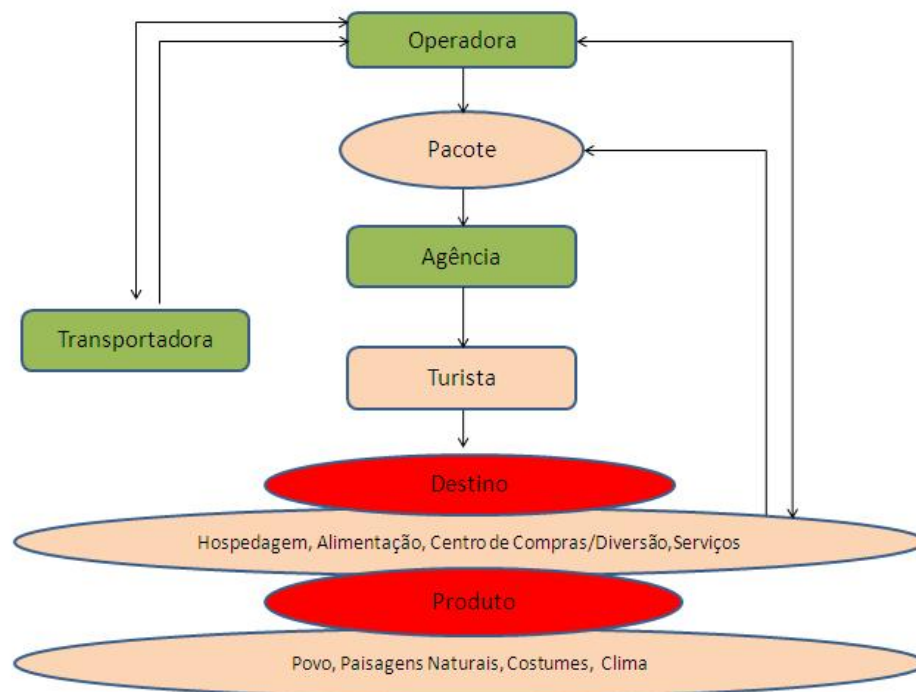 Operadora
Pacote
Agência
Transportadora
Turista
Destino
Hospedagem, Alimentação, Centro de Compras/Diversão,Serviços
Produto
Povo, Paisagens Naturais, Costumes, Clima